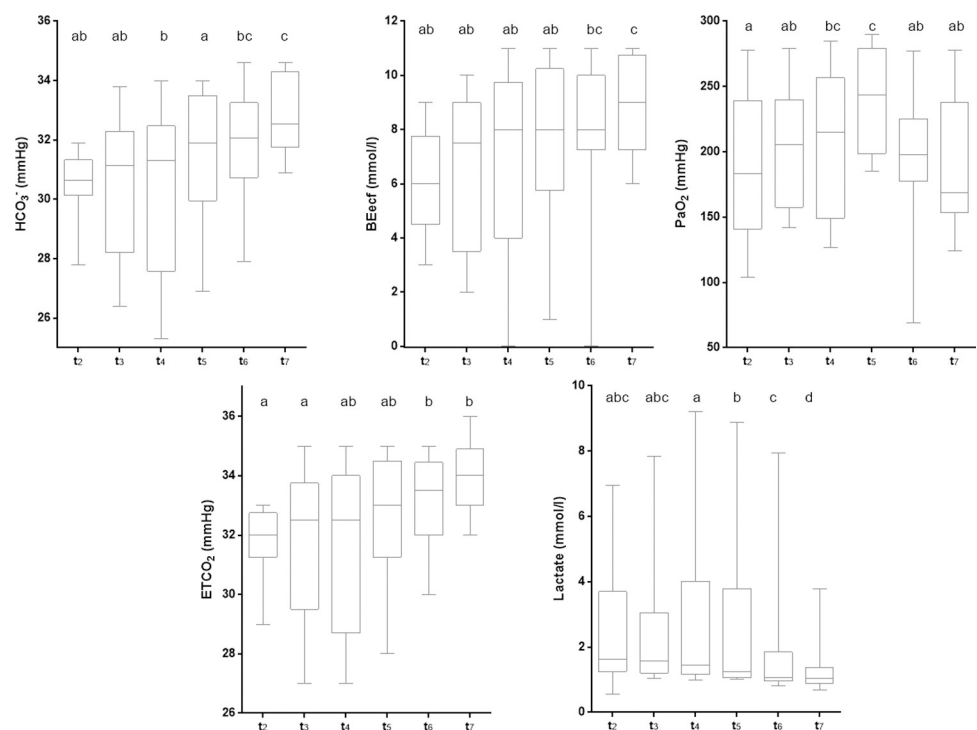 36
ab ab b a bc c
34
32
30
28
26
HCO₃⁻ (mmHg)
t₂ t₃ t₄ t₅ t₆ t₇
12
ab ab ab ab bc c
10
8
6
4
2
0
BEecf (mmol/l)
t₂ t₃ t₄ t₅ t₆ t₇
300
a ab bc c ab ab
250
200
150
100
50
PaO₂ (mmHg)
t₂ t₃ t₄ t₅ t₆ t₇
a a ab ab b b
36
34
32
30
28
26
ETCO₂ (mmHg)
t₂ t₃ t₄ t₅ t₆ t₇
10
abc abc a b c d
8
6
4
2
0
Lactate (mmol/l)
t₂ t₃ t₄ t₅ t₆ t₇